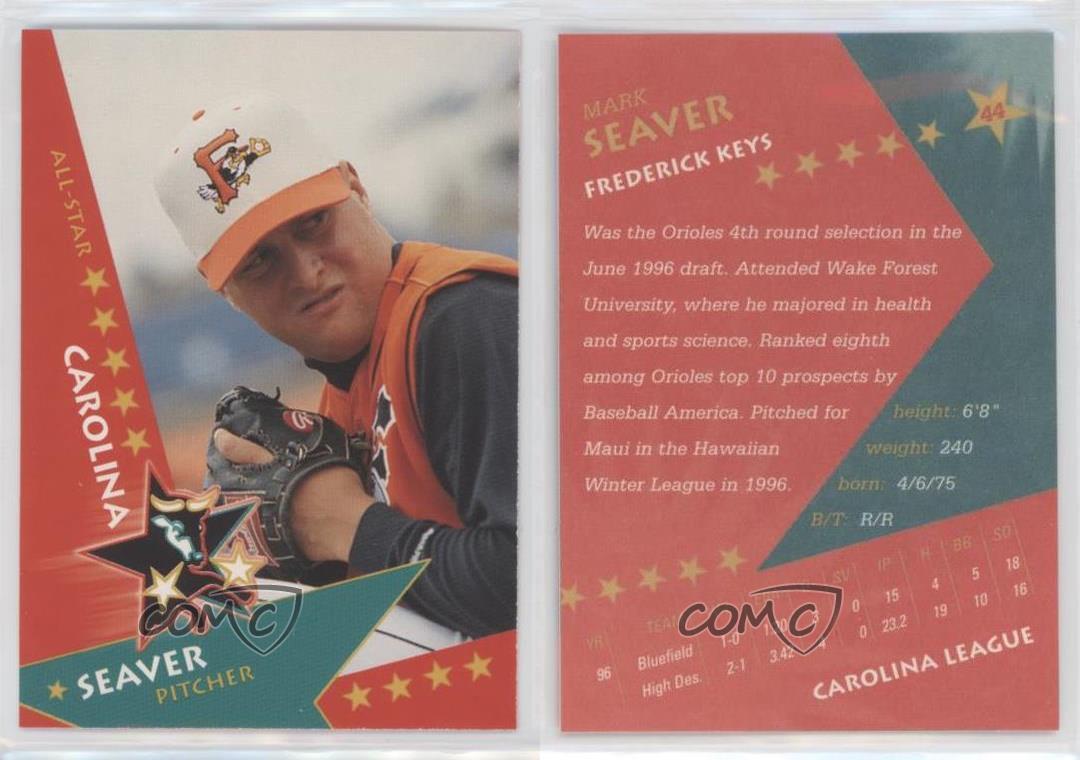 ALL-STAR
CAROLINA
SEAVER
PITCHER
MARK
SEAVER
FREDERICK KEYS
44
Was the Orioles 4th round selection in the
June 1996 draft. Attended Wake Forest
University, where he majored in health
and sports science. Ranked eighth
among Orioles top 10 prospects by
Baseball America. Pitched for
Maui in the Hawaiian
Winter League in 1996.
height: 6'8"
weight: 240
born: 4/6/75
B/T: R/R
YR TEAM SV IP H BB SO
96 Bluefield 1-0 0 15 4 5 18
High Des. 2-1 3.42 0 23.2 19 10 16
CAROLINA LEAGUE
COMC
COMC